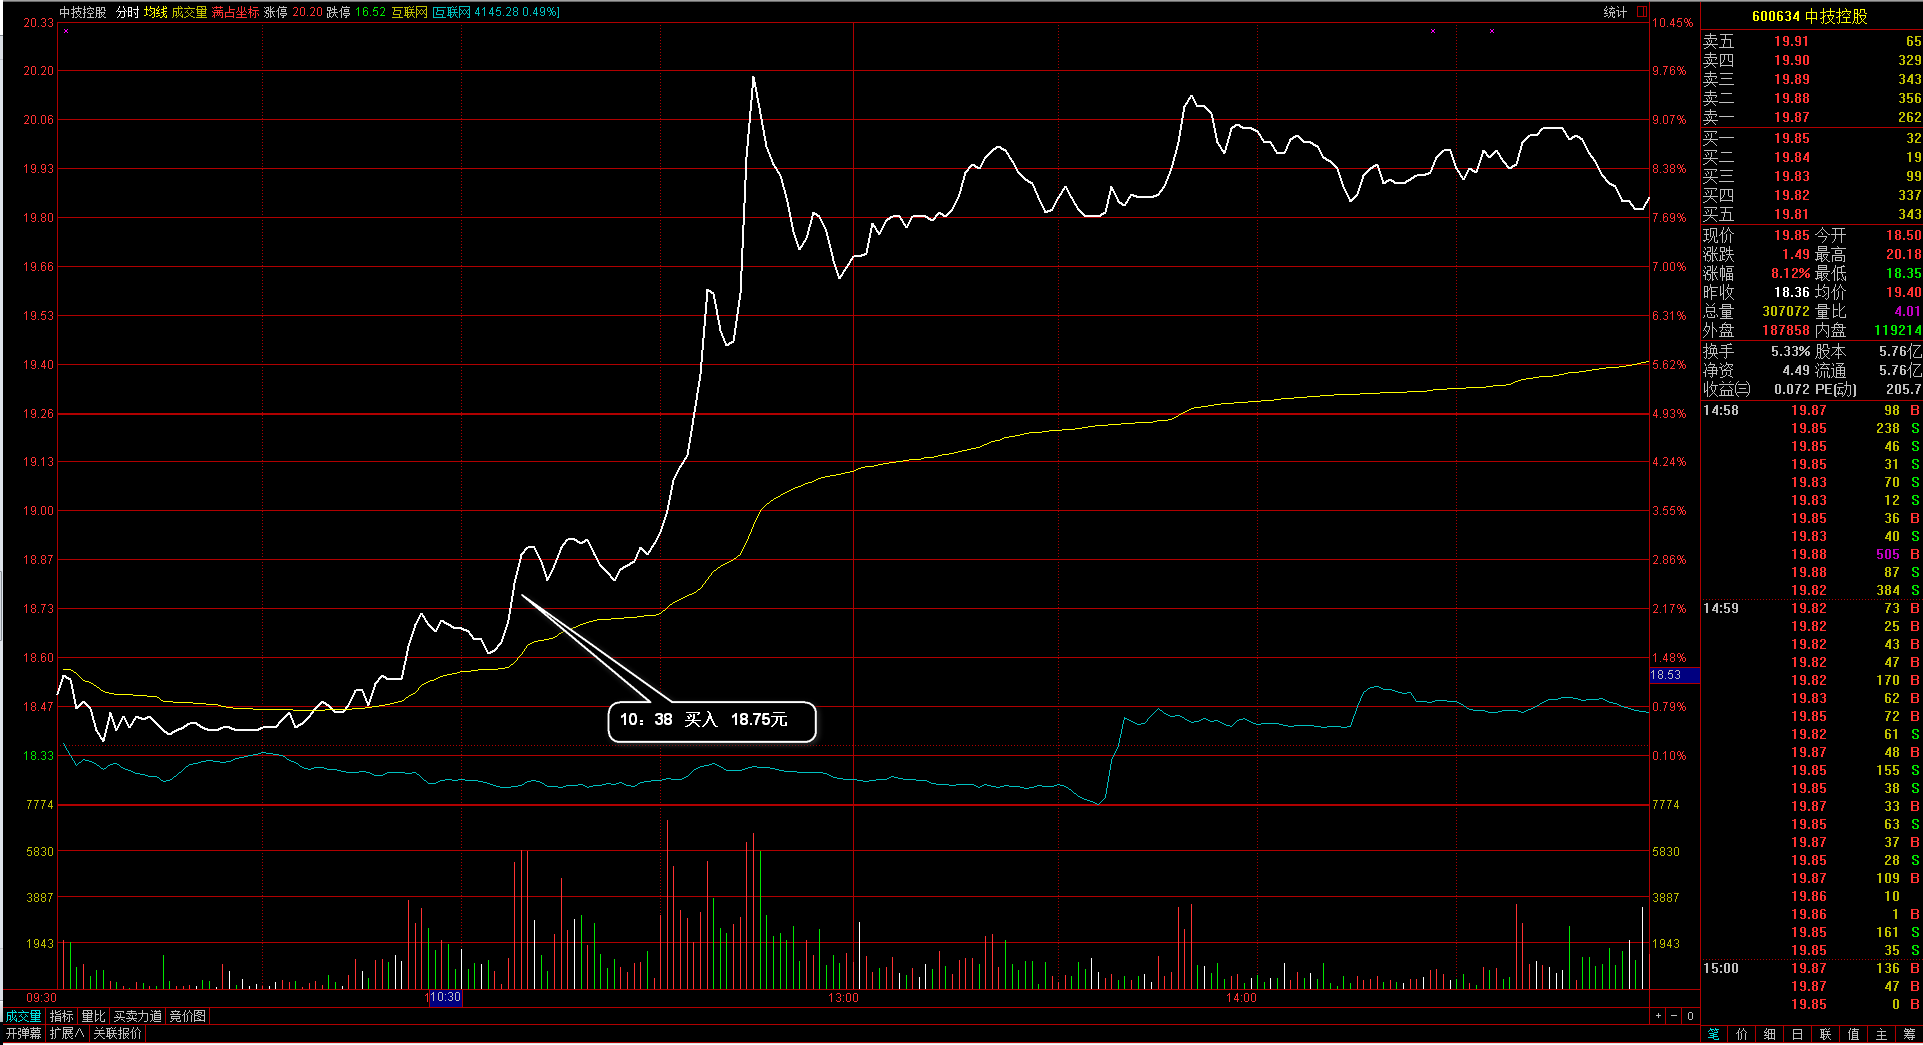 中技控股 分时 均线 成交量 满占坐标 涨停 20.20 跌停 16.52 互联网 [互联网 4145.28 0.49%]
统计
20.33 10.45%
20.20 9.76%
20.06 9.07%
19.93 8.38%
19.80 7.69%
19.66 7.00%
19.53 6.31%
19.40 5.62%
19.26 4.93%
19.13 4.24%
19.00 3.55%
18.87 2.86%
18.73 2.17%
18.60 1.48%
18.53
18.47 0.79%
10：38 买入 18.75元
18.33 0.10%
7774 7774
5830 5830
3887 3887
1943 1943
09:30 10:30 13:00 14:00
成交量 指标 量比 买卖力道 竞价图
+ − 0
开弹幕 扩展∧ 关联报价
600634 中技控股
卖五 19.91 65
卖四 19.90 329
卖三 19.89 343
卖二 19.88 356
卖一 19.87 262
买一 19.85 32
买二 19.84 19
买三 19.83 99
买四 19.82 337
买五 19.81 343
现价 19.85 今开 18.50
涨跌 1.49 最高 20.18
涨幅 8.12% 最低 18.35
昨收 18.36 均价 19.40
总量 307072 量比 4.01
外盘 187858 内盘 119214
换手 5.33% 股本 5.76亿
净资 4.49 流通 5.76亿
收益㈢ 0.072 PE(动) 205.7
14:58 19.87 98 B
19.85 238 S
19.85 46 S
19.85 31 S
19.83 70 S
19.83 12 S
19.85 36 B
19.83 40 S
19.88 505 B
19.88 87 S
19.82 384 S
14:59 19.82 73 B
19.82 25 B
19.82 43 B
19.82 47 B
19.82 170 B
19.83 62 B
19.85 72 B
19.82 61 S
19.87 48 B
19.85 155 S
19.85 38 S
19.87 33 B
19.85 63 S
19.87 37 B
19.85 28 S
19.87 109 B
19.86 10
19.86 1 B
19.85 161 S
19.85 35 S
15:00 19.87 136 B
19.87 47 B
19.85 0 B
笔 价 细 日 联 值 主 筹